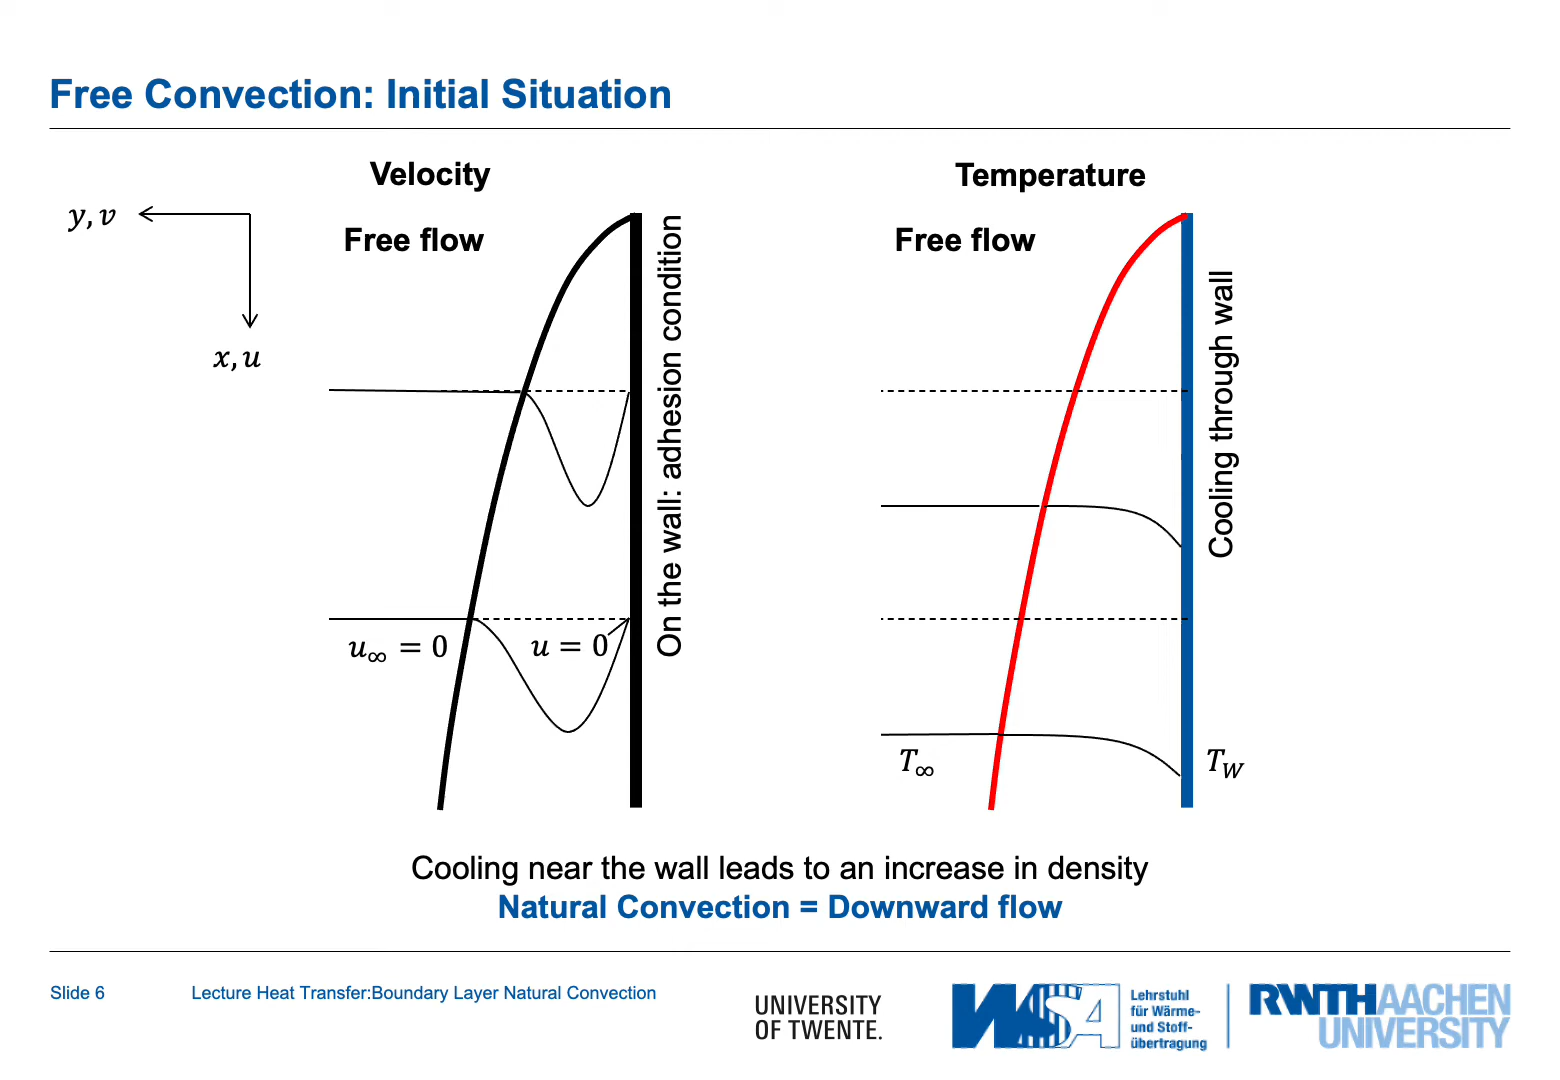 Free Convection: Initial Situation
Velocity
Temperature
y, v
x, u
Free flow
On the wall: adhesion condition
u∞ = 0
u = 0
Free flow
Cooling through wall
T∞
T_W
Cooling near the wall leads to an increase in density
Natural Convection = Downward flow
Slide 6
Lecture Heat Transfer:Boundary Layer Natural Convection
UNIVERSITY
OF TWENTE.
WSA
Lehrstuhl
für Wärme-
und Stoff-
übertragung
RWTHAACHEN
UNIVERSITY